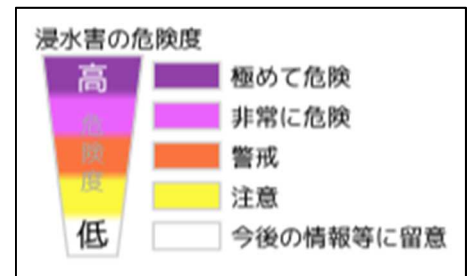 浸水害の危険度
高
危険度
低
極めて危険
非常に危険
警戒
注意
今後の情報等に留意